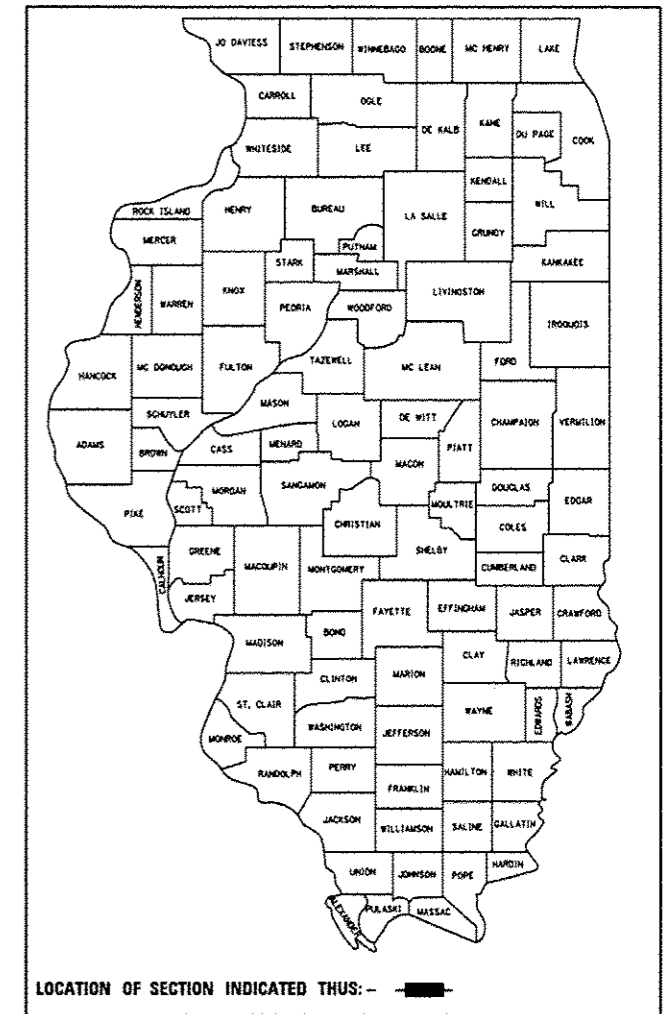 JO DAVIESS STEPHENSON WINNEBAGO BOONE MC HENRY LAKE
CARROLL OGLE DE KALB KANE DU PAGE COOK
WHITESIDE LEE KENDALL WILL
ROCK ISLAND HENRY BUREAU LA SALLE GRUNDY
MERCER PUTNAM KANKAKEE
HENDERSON WARREN KNOX STARK MARSHALL LIVINGSTON
PEORIA WOODFORD IROQUOIS
HANCOCK MC DONOUGH FULTON TAZEWELL MC LEAN FORD
SCHUYLER MASON LOGAN DE WITT CHAMPAIGN VERMILION
ADAMS BROWN CASS MENARD MACON PIATT
PIKE SCOTT MORGAN SANGAMON CHRISTIAN MOULTRIE DOUGLAS EDGAR
COLES
CALHOUN GREENE MACOUPIN MONTGOMERY SHELBY CUMBERLAND CLARK
JERSEY FAYETTE EFFINGHAM JASPER CRAWFORD
MADISON BOND CLAY RICHLAND LAWRENCE
CLINTON MARION
ST. CLAIR WASHINGTON JEFFERSON WAYNE EDWARDS WABASH
MONROE
RANDOLPH PERRY FRANKLIN HAMILTON WHITE
JACKSON WILLIAMSON SALINE GALLATIN
UNION JOHNSON POPE HARDIN
ALEXANDER PULASKI MASSAC
LOCATION OF SECTION INDICATED THUS: –